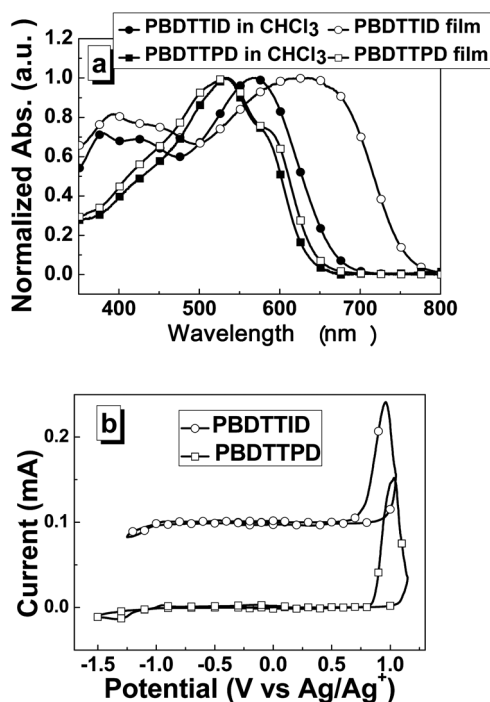 PBDTTID in CHCl3 PBDTTID film
PBDTTPD in CHCl3 PBDTTPD film
a
1.2
1.0
0.8
0.6
0.4
0.2
0.0
Normalized Abs. (a.u.)
400 500 600 700 800
Wavelength (nm)
b
PBDTTID
PBDTTPD
0.2
0.1
0.0
Current (mA)
-1.5 -1.0 -0.5 0.0 0.5 1.0
Potential (V vs Ag/Ag+)